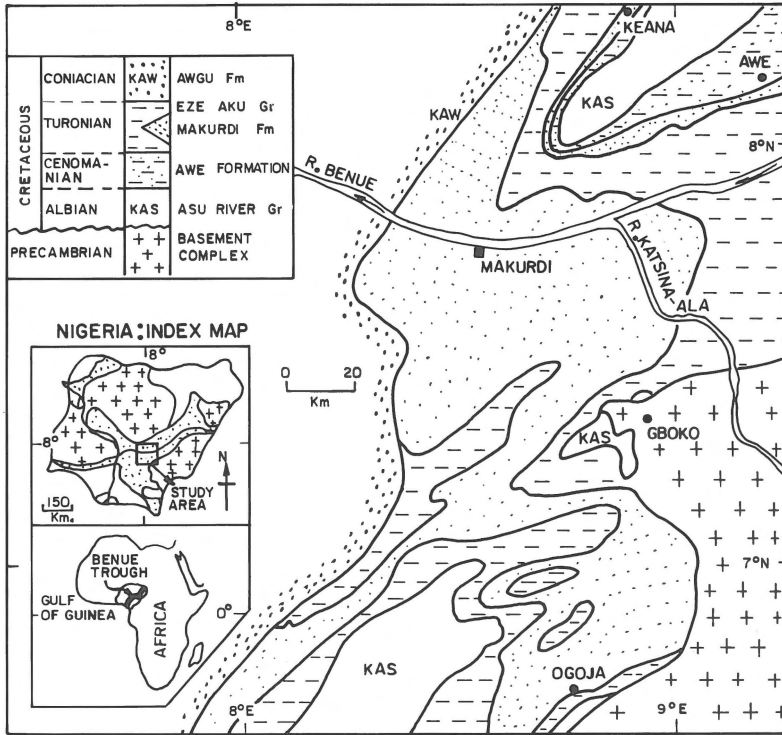 8°E
KEANA
AWE
KAS
KAW
8°N
CRETACEOUS
CONIACIAN KAW AWGU Fm
TURONIAN EZE AKU Gr
MAKURDI Fm
CENOMA-
NIAN AWE FORMATION
ALBIAN KAS ASU RIVER Gr
PRECAMBRIAN BASEMENT
COMPLEX
R. BENUE
MAKURDI
R. KATSINA-
ALA
NIGERIA: INDEX MAP
8°
8°
N
STUDY
AREA
150
Km.
0 20
Km
KAS
GBOKO
7°N
BENUE
TROUGH
GULF
OF GUINEA
AFRICA
0°
KAS
OGOJA
8°E
9°E